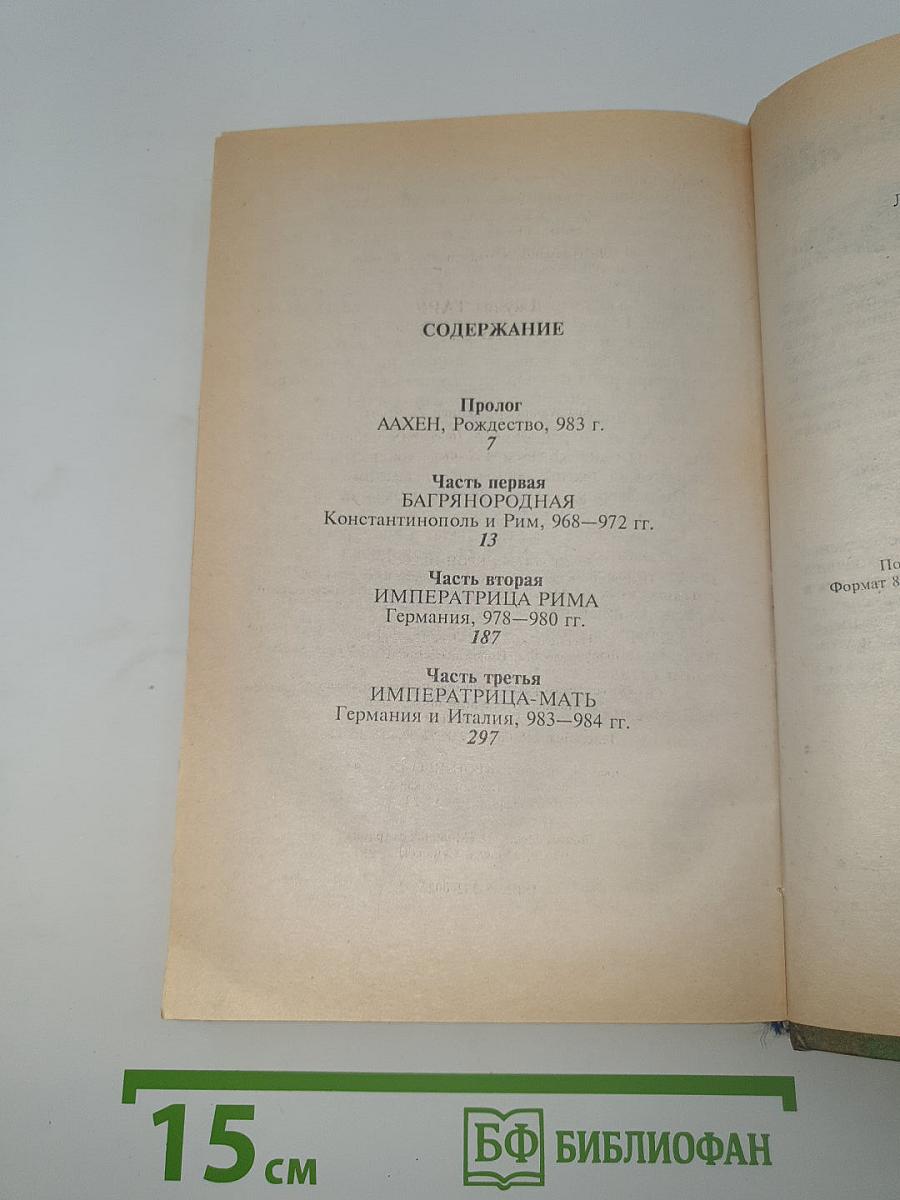 СОДЕРЖАНИЕ
Пролог
ААХЕН, Рождество, 983 г.
7
Часть первая
БАГРЯНОРОДНАЯ
Константинополь и Рим, 968—972 гг.
13
Часть вторая
ИМПЕРАТРИЦА РИМА
Германия, 978—980 гг.
187
Часть третья
ИМПЕРАТРИЦА-МАТЬ
Германия и Италия, 983—984 гг.
297
По
Формат 8
15 см
БФ БИБЛИОФАН